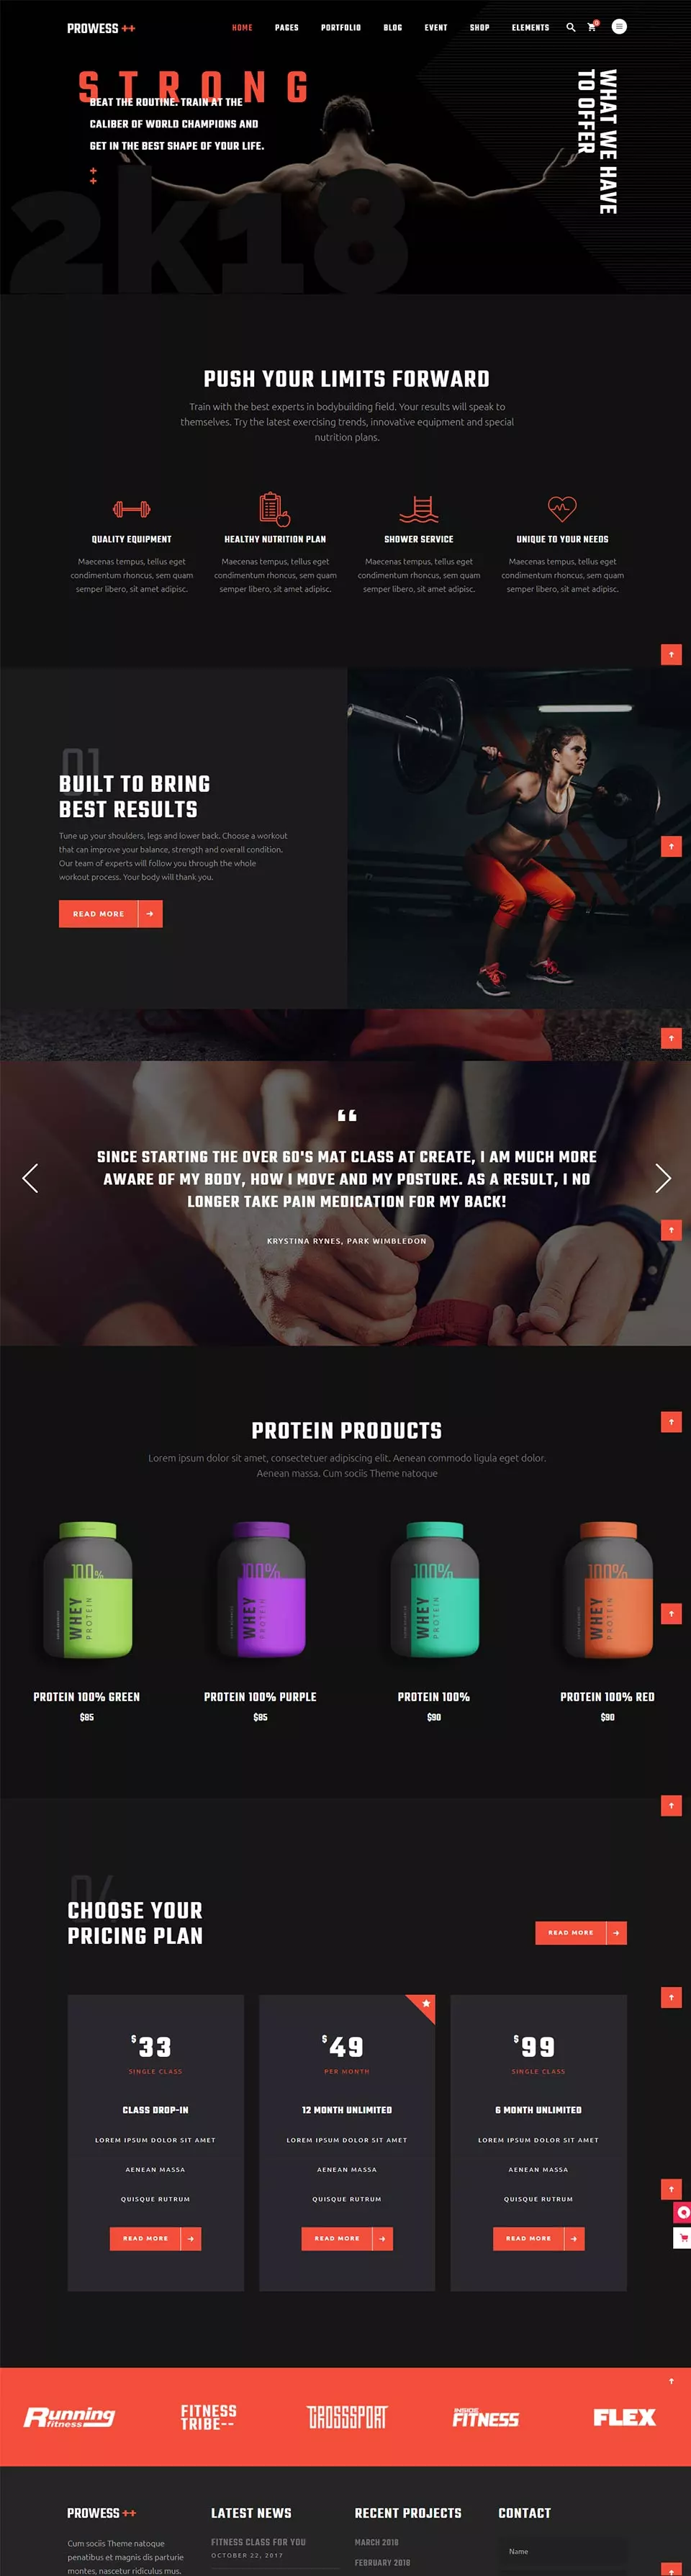 PROWESS ++
HOME PAGES PORTFOLIO BLOG EVENT SHOP ELEMENTS
STRONG
BEAT THE ROUTINE. TRAIN AT THE
CALIBER OF WORLD CHAMPIONS AND
GET IN THE BEST SHAPE OF YOUR LIFE.
2k18
WHAT WE HAVE
TO OFFER
PUSH YOUR LIMITS FORWARD
Train with the best experts in bodybuilding field. Your results will speak to
themselves. Try the latest exercising trends, innovative equipment and special
nutrition plans.
QUALITY EQUIPMENT
Maecenas tempus, tellus eget
condimentum rhoncus, sem quam
semper libero, sit amet adipisc.
HEALTHY NUTRITION PLAN
Maecenas tempus, tellus eget
condimentum rhoncus, sem quam
semper libero, sit amet adipisc.
SHOWER SERVICE
Maecenas tempus, tellus eget
condimentum rhoncus, sem quam
semper libero, sit amet adipisc.
UNIQUE TO YOUR NEEDS
Maecenas tempus, tellus eget
condimentum rhoncus, sem quam
semper libero, sit amet adipisc.
01
BUILT TO BRING
BEST RESULTS
Tune up your shoulders, legs and lower back. Choose a workout
that can improve your balance, strength and overall condition.
Our team of experts will follow you through the whole
workout process. Your body will thank you.
READ MORE
“
SINCE STARTING THE OVER 60'S MAT CLASS AT CREATE, I AM MUCH MORE
AWARE OF MY BODY, HOW I MOVE AND MY POSTURE. AS A RESULT, I NO
LONGER TAKE PAIN MEDICATION FOR MY BACK!
KRYSTINA RYNES, PARK WIMBLEDON
PROTEIN PRODUCTS
Lorem ipsum dolor sit amet, consectetuer adipiscing elit. Aenean commodo ligula eget dolor.
Aenean massa. Cum sociis Theme natoque
100%
WHEY
PROTEIN
100%
WHEY
PROTEIN
100%
WHEY
PROTEIN
100%
WHEY
PROTEIN
PROTEIN 100% GREEN
$85
PROTEIN 100% PURPLE
$85
PROTEIN 100%
$90
PROTEIN 100% RED
$90
04
CHOOSE YOUR
PRICING PLAN
READ MORE
$33
SINGLE CLASS
CLASS DROP-IN
LOREM IPSUM DOLOR SIT AMET
AENEAN MASSA
QUISQUE RUTRUM
READ MORE
$49
PER MONTH
12 MONTH UNLIMITED
LOREM IPSUM DOLOR SIT AMET
AENEAN MASSA
QUISQUE RUTRUM
READ MORE
$99
SINGLE CLASS
6 MONTH UNLIMITED
LOREM IPSUM DOLOR SIT AMET
AENEAN MASSA
QUISQUE RUTRUM
READ MORE
Running
fitness
FITNESS
TRIBE--
CROSSSPORT
INSIDE
FITNESS
FLEX
PROWESS ++
Cum sociis Theme natoque
penatibus et magnis dis parturie
montes, nascetur ridiculus mus.
LATEST NEWS
FITNESS CLASS FOR YOU
OCTOBER 22, 2017
RECENT PROJECTS
MARCH 2018
FEBRUARY 2018
CONTACT
Name